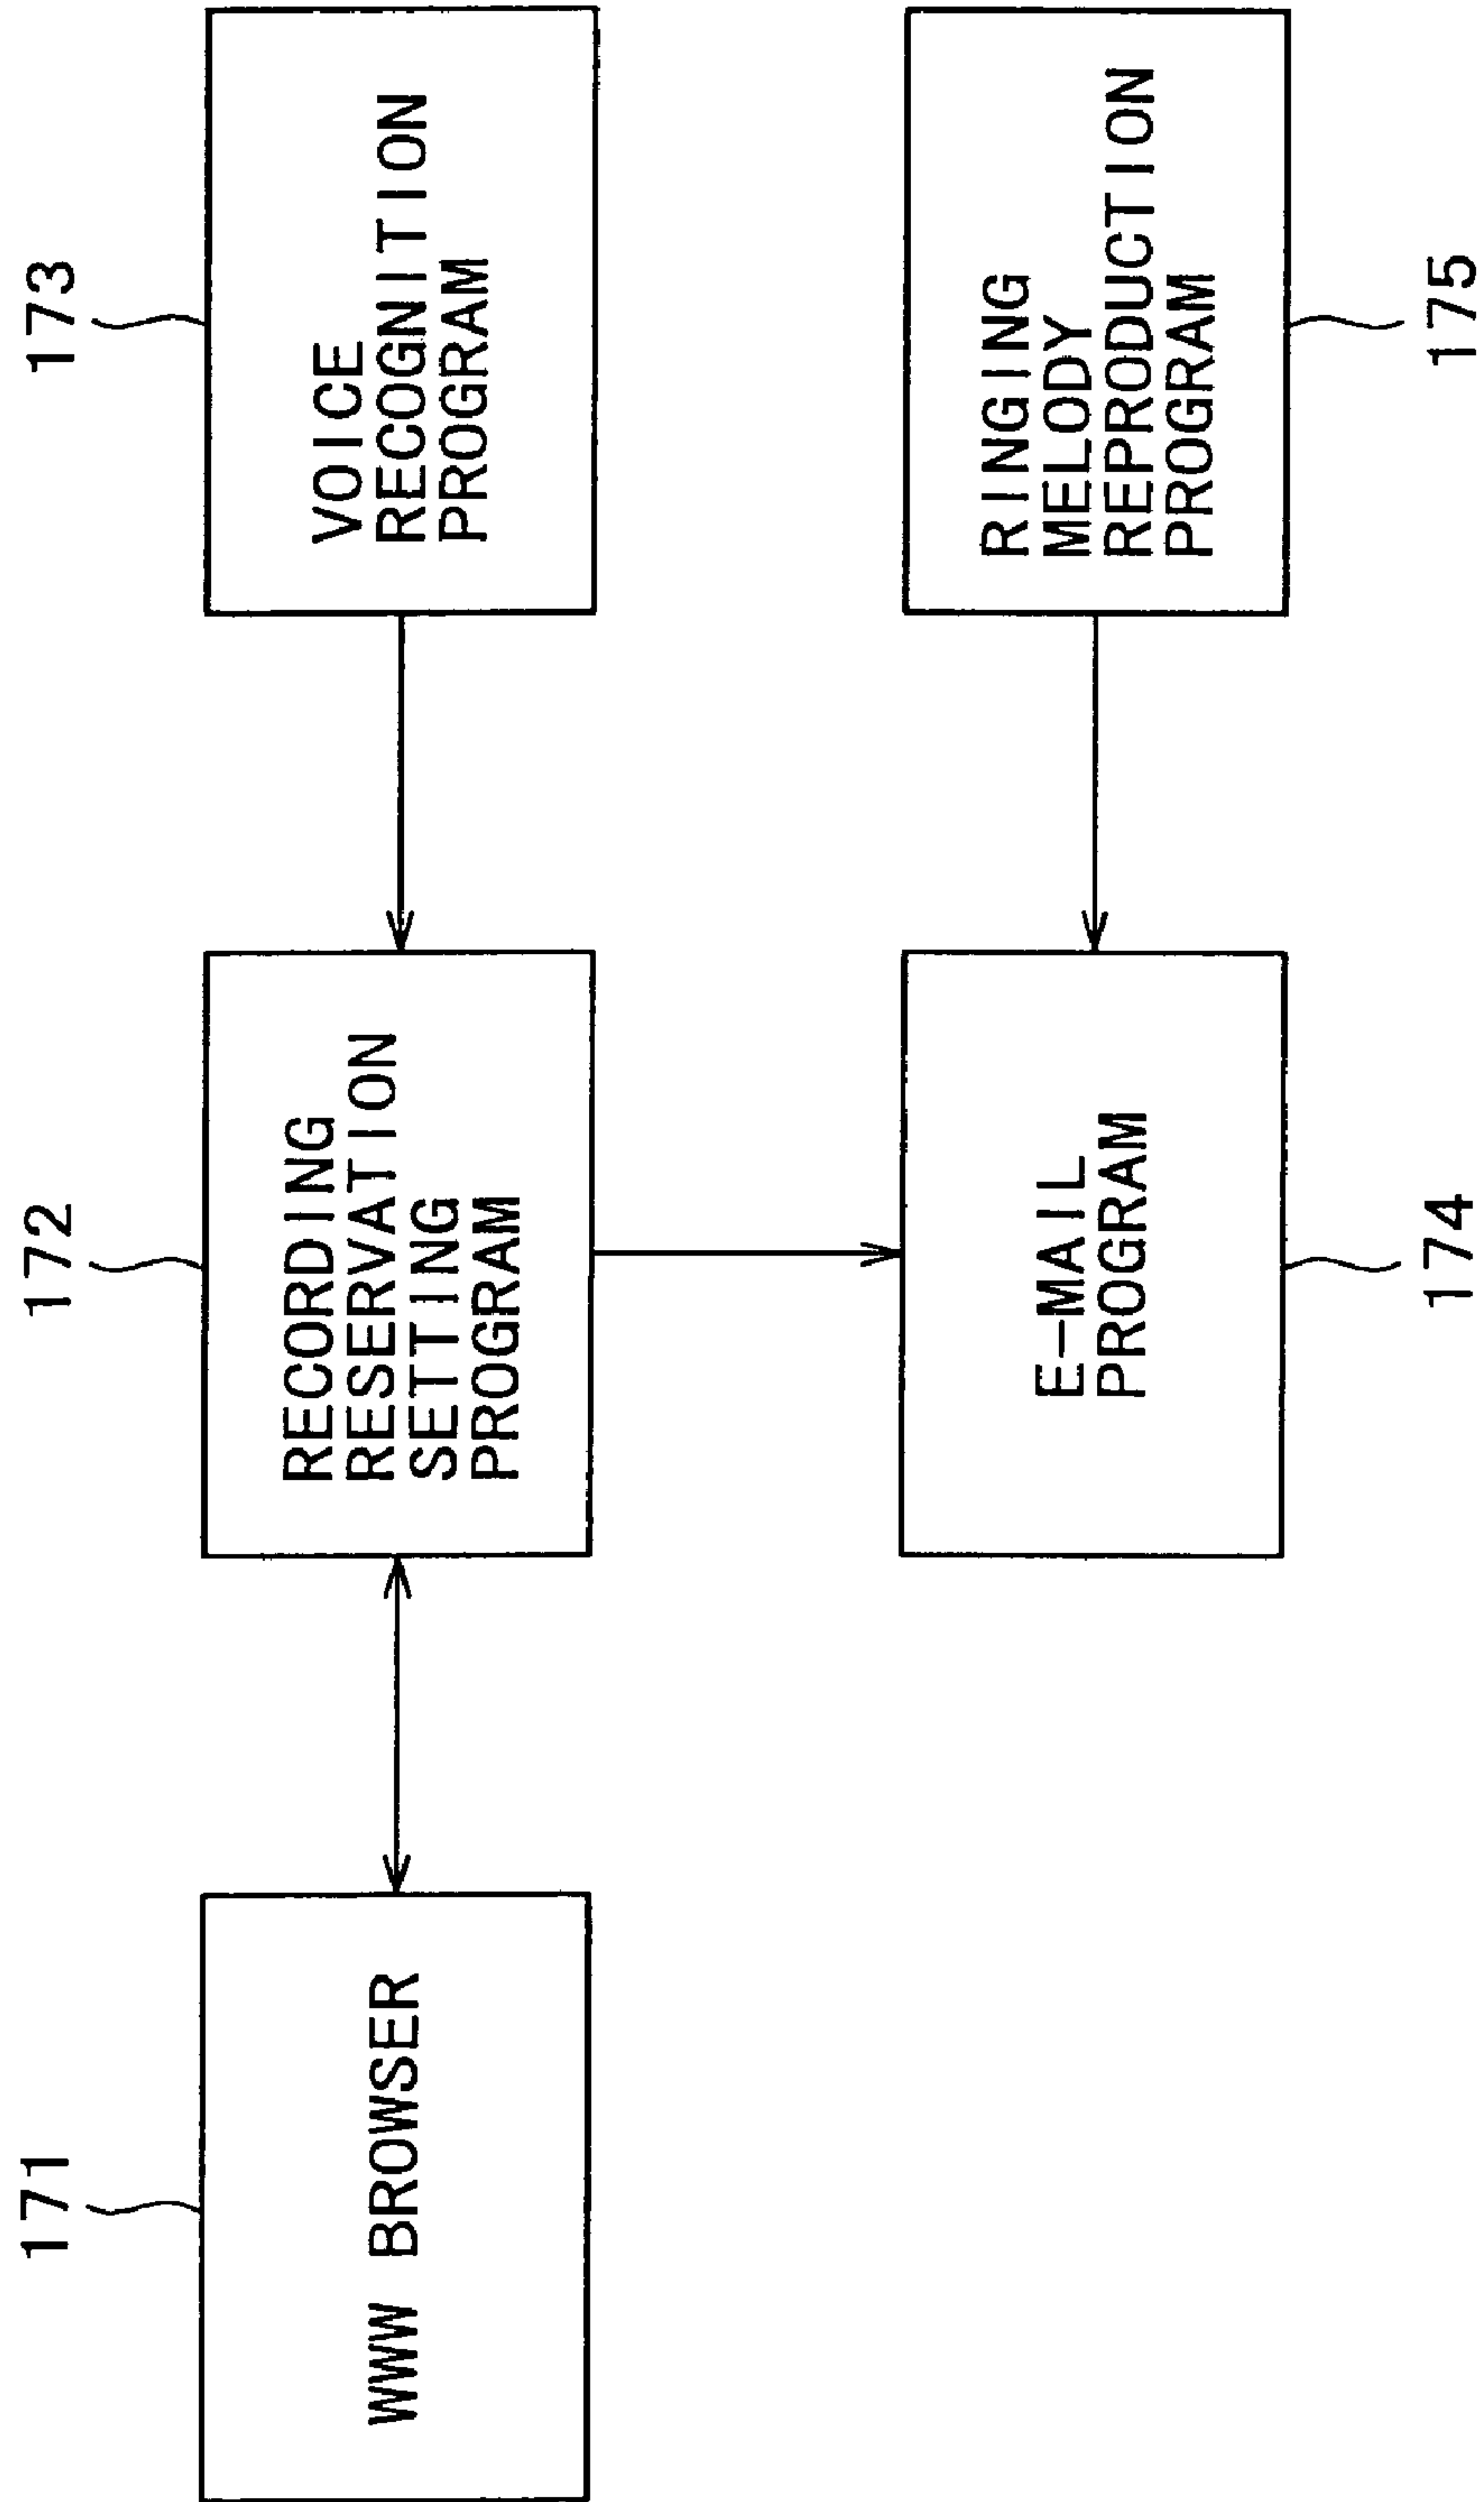 171
WWW BROWSER
172
RECORDING
RESERVATION
SETTING
PROGRAM
173
VOICE
RECOGNITION
PROGRAM
E-MAIL
PROGRAM
174
RINGING
MELODY
REPRODUCTION
PROGRAM
175